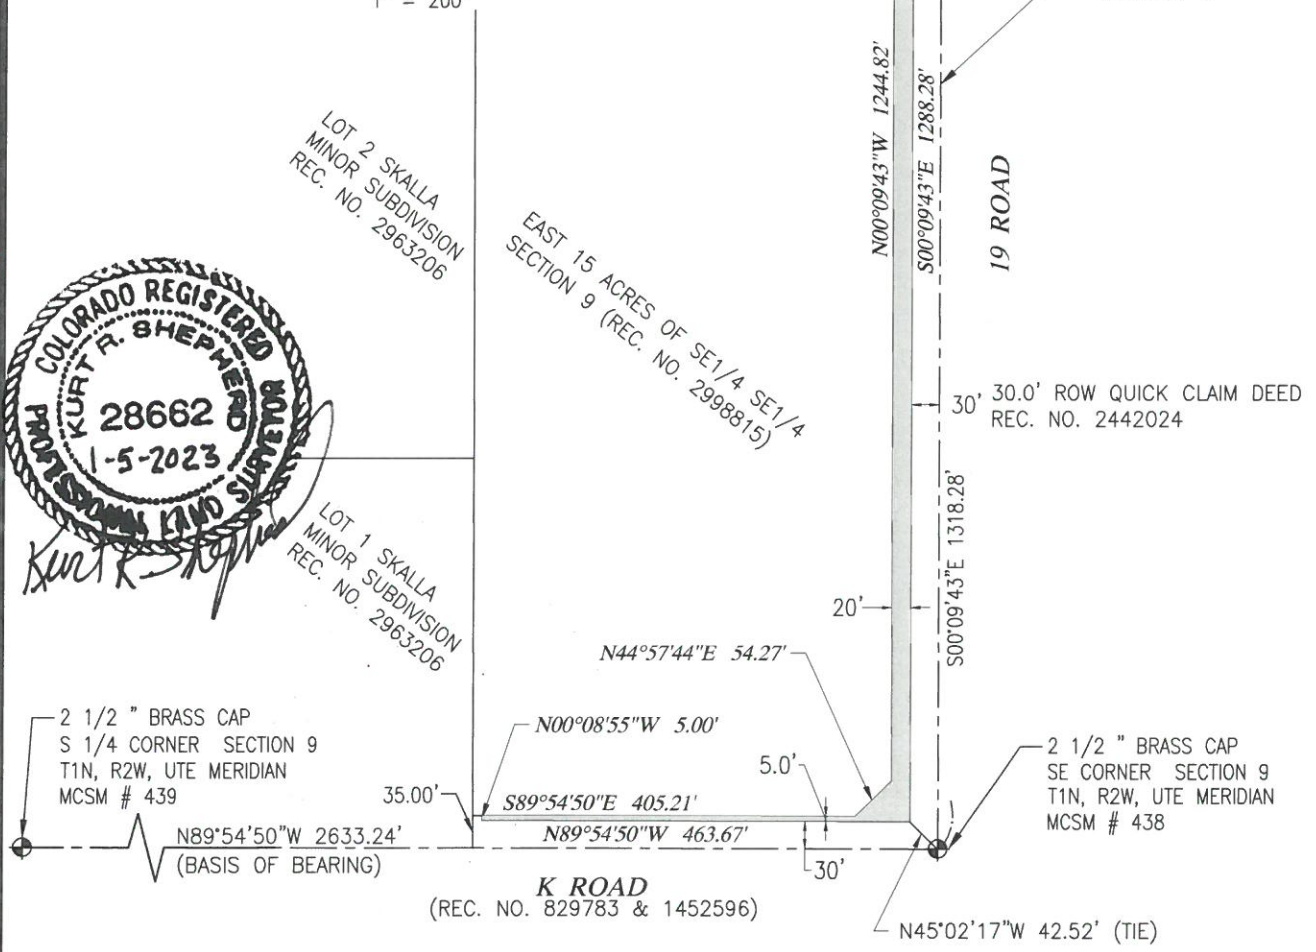 1" = 200'
N00°09'43"W 1244.82'
S00°09'43"E 1288.28'
19 ROAD
LOT 2 SKALLA
MINOR SUBDIVISION
REC. NO. 2963206
EAST 15 ACRES OF SE1/4 SE1/4
SECTION 9 (REC. NO. 2998815)
COLORADO REGISTERED
PROFESSIONAL LAND SURVEYOR
KURT R. SHEPHERD
28662
1-5-2023
30'
30.0' ROW QUICK CLAIM DEED
REC. NO. 2442024
LOT 1 SKALLA
MINOR SUBDIVISION
REC. NO. 2963206
S00°09'43"E 1318.28'
20'
N44°57'44"E 54.27'
N00°08'55"W 5.00'
5.0'
2 1/2 " BRASS CAP
S 1/4 CORNER SECTION 9
T1N, R2W, UTE MERIDIAN
MCSM # 439
2 1/2 " BRASS CAP
SE CORNER SECTION 9
T1N, R2W, UTE MERIDIAN
MCSM # 438
35.00'
S89°54'50"E 405.21'
N89°54'50"W 463.67'
N89°54'50"W 2633.24'
(BASIS OF BEARING)
30'
K ROAD
(REC. NO. 829783 & 1452596)
N45°02'17"W 42.52' (TIE)